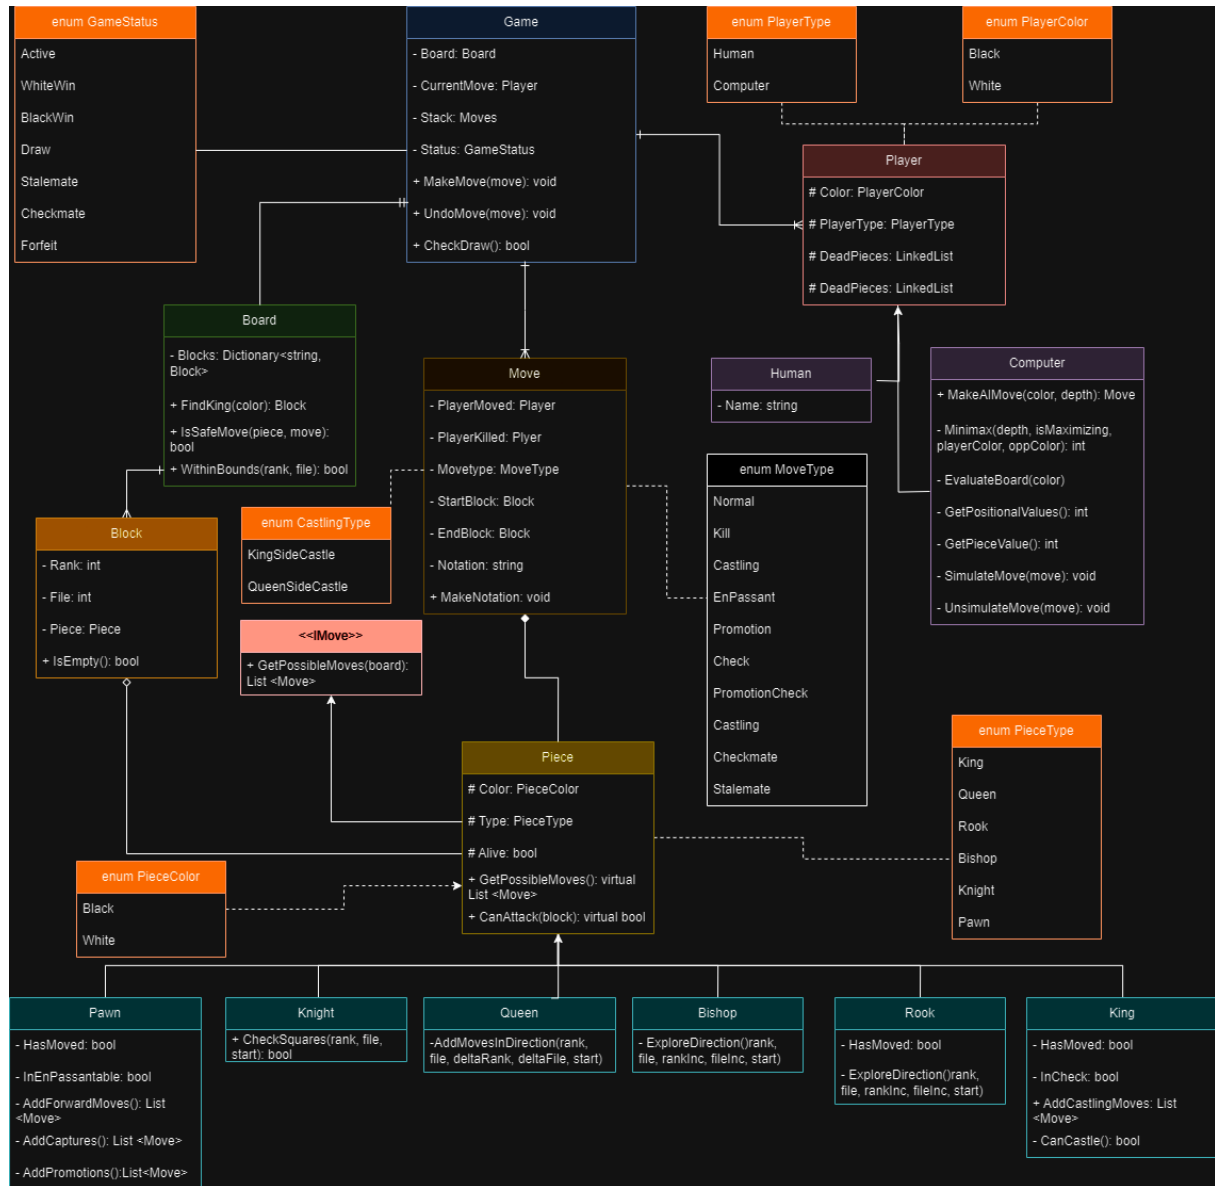 enum GameStatus
Active
WhiteWin
BlackWin
Draw
Stalemate
Checkmate
Forfeit
Game
- Board: Board
- CurrentMove: Player
- Stack: Moves
- Status: GameStatus
+ MakeMove(move): void
+ UndoMove(move): void
+ CheckDraw(): bool
enum PlayerType
Human
Computer
enum PlayerColor
Black
White
Player
# Color: PlayerColor
# PlayerType: PlayerType
# DeadPieces: LinkedList
# DeadPieces: LinkedList
Board
- Blocks: Dictionary<string,
Block>
+ FindKing(color): Block
+ IsSafeMove(piece, move):
bool
+ WithinBounds(rank, file): bool
Move
- PlayerMoved: Player
- PlayerKilled: Plyer
- Movetype: MoveType
- StartBlock: Block
- EndBlock: Block
- Notation: string
+ MakeNotation: void
Human
- Name: string
Computer
+ MakeAIMove(color, depth): Move
- Minimax(depth, isMaximizing,
playerColor, oppColor): int
- EvaluateBoard(color)
- GetPositionalValues(): int
- GetPieceValue(): int
- SimulateMove(move): void
- UnsimulateMove(move): void
enum MoveType
Normal
Kill
Castling
EnPassant
Promotion
Check
PromotionCheck
Castling
Checkmate
Stalemate
Block
- Rank: int
- File: int
- Piece: Piece
+ IsEmpty(): bool
enum CastlingType
KingSideCastle
QueenSideCastle
<<IMove>>
+ GetPossibleMoves(board):
List <Move>
Piece
# Color: PieceColor
# Type: PieceType
# Alive: bool
+ GetPossibleMoves(): virtual
List <Move>
+ CanAttack(block): virtual bool
enum PieceType
King
Queen
Rook
Bishop
Knight
Pawn
enum PieceColor
Black
White
Pawn
- HasMoved: bool
- InEnPassantable: bool
- AddForwardMoves(): List
<Move>
- AddCaptures(): List <Move>
- AddPromotions():List<Move>
Knight
+ CheckSquares(rank, file,
start): bool
Queen
-AddMovesInDirection(rank,
file, deltaRank, deltaFile, start)
Bishop
- ExploreDirection()rank,
file, rankInc, fileInc, start)
Rook
- HasMoved: bool
- ExploreDirection()rank,
file, rankInc, fileInc, start)
King
- HasMoved: bool
- InCheck: bool
+ AddCastlingMoves: List
<Move>
- CanCastle(): bool